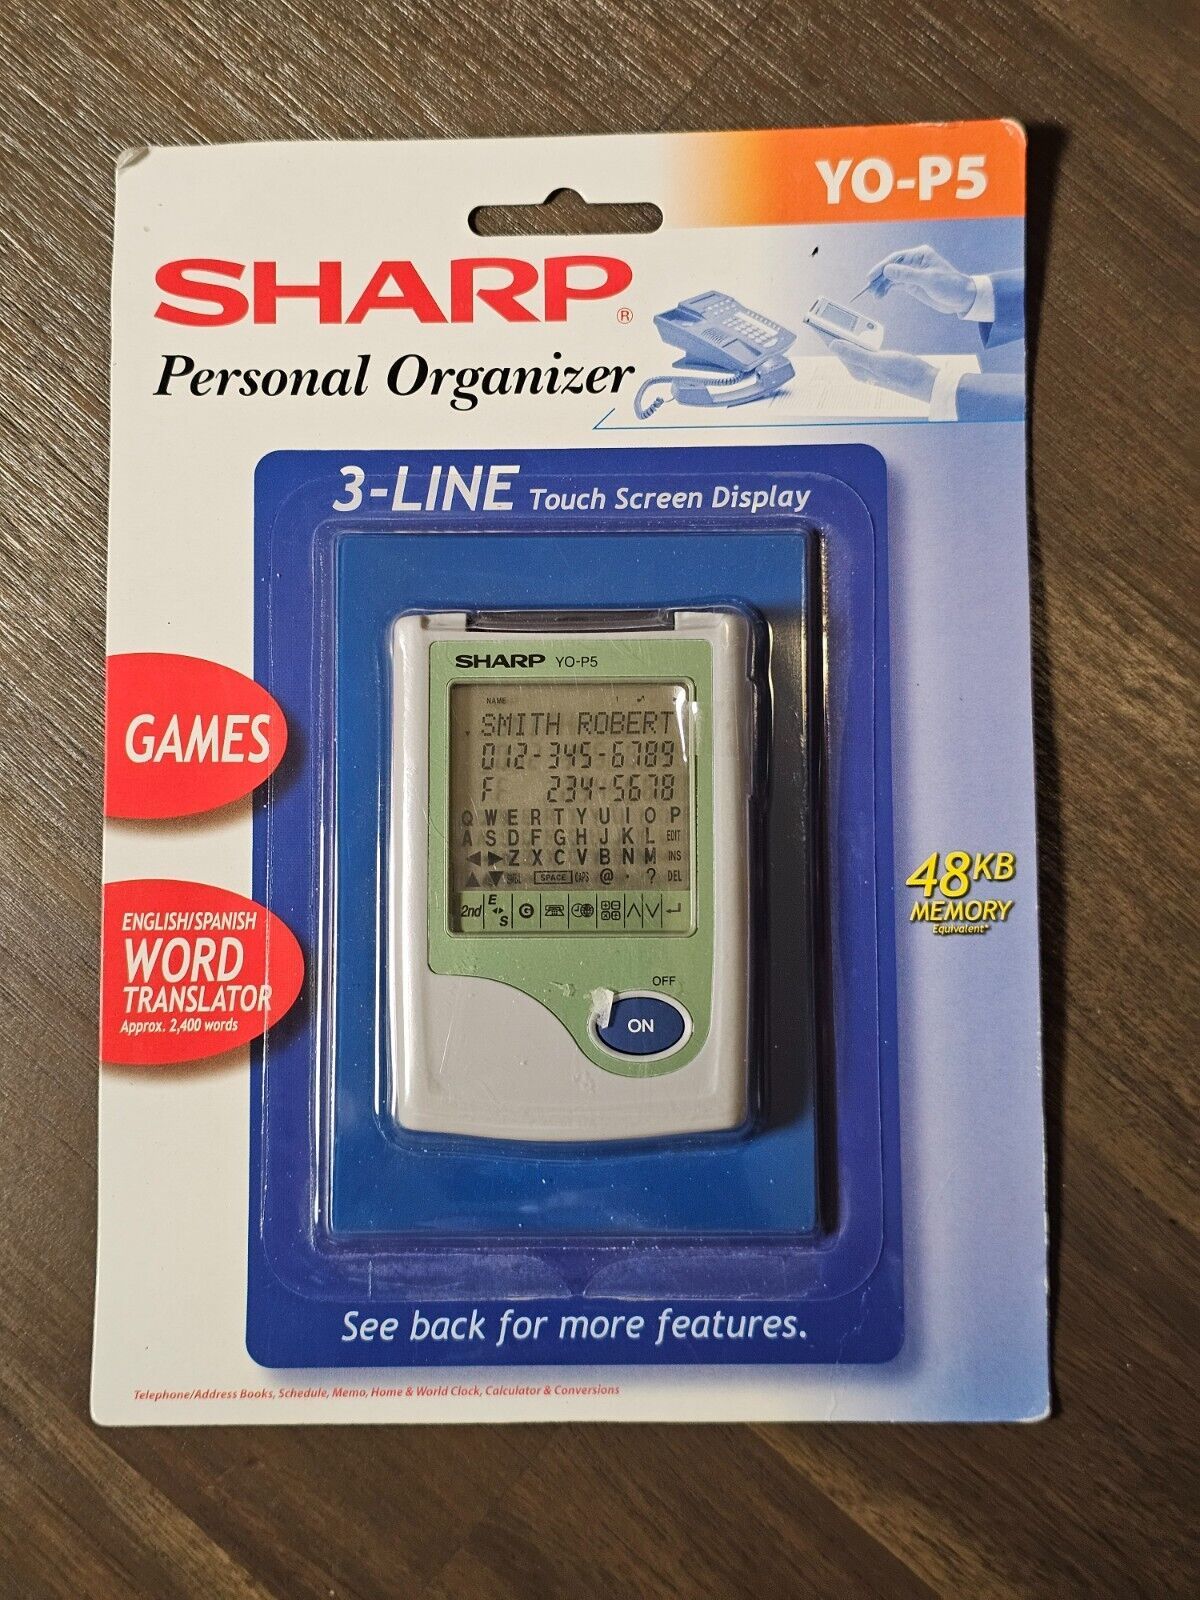 YO-P5
SHARP®
Personal Organizer
3-LINE Touch Screen Display
SHARP YO-P5
NAME
SMITH ROBERT
012-345-6789
F 234-5678
Q W E R T Y U I O P
A S D F G H J K L EDIT
Z X C V B N M INS
SPACE CAPS @ . ? DEL
2nd E S G
OFF
ON
GAMES
ENGLISH/SPANISH
WORD
TRANSLATOR
Approx. 2,400 words
48KB
MEMORY
Equivalent*
See back for more features.
Telephone/Address Books, Schedule, Memo, Home & World Clock, Calculator & Conversions